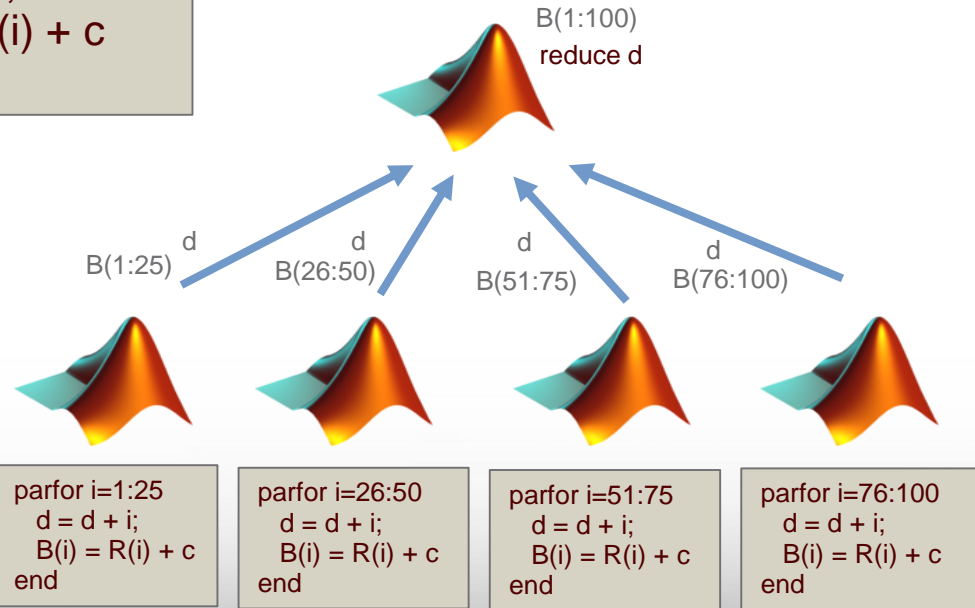 (i) + c
B(1:100)
reduce d
d
B(1:25)
d
B(26:50)
d
B(51:75)
d
B(76:100)
parfor i=1:25
d = d + i;
B(i) = R(i) + c
end
parfor i=26:50
d = d + i;
B(i) = R(i) + c
end
parfor i=51:75
d = d + i;
B(i) = R(i) + c
end
parfor i=76:100
d = d + i;
B(i) = R(i) + c
end